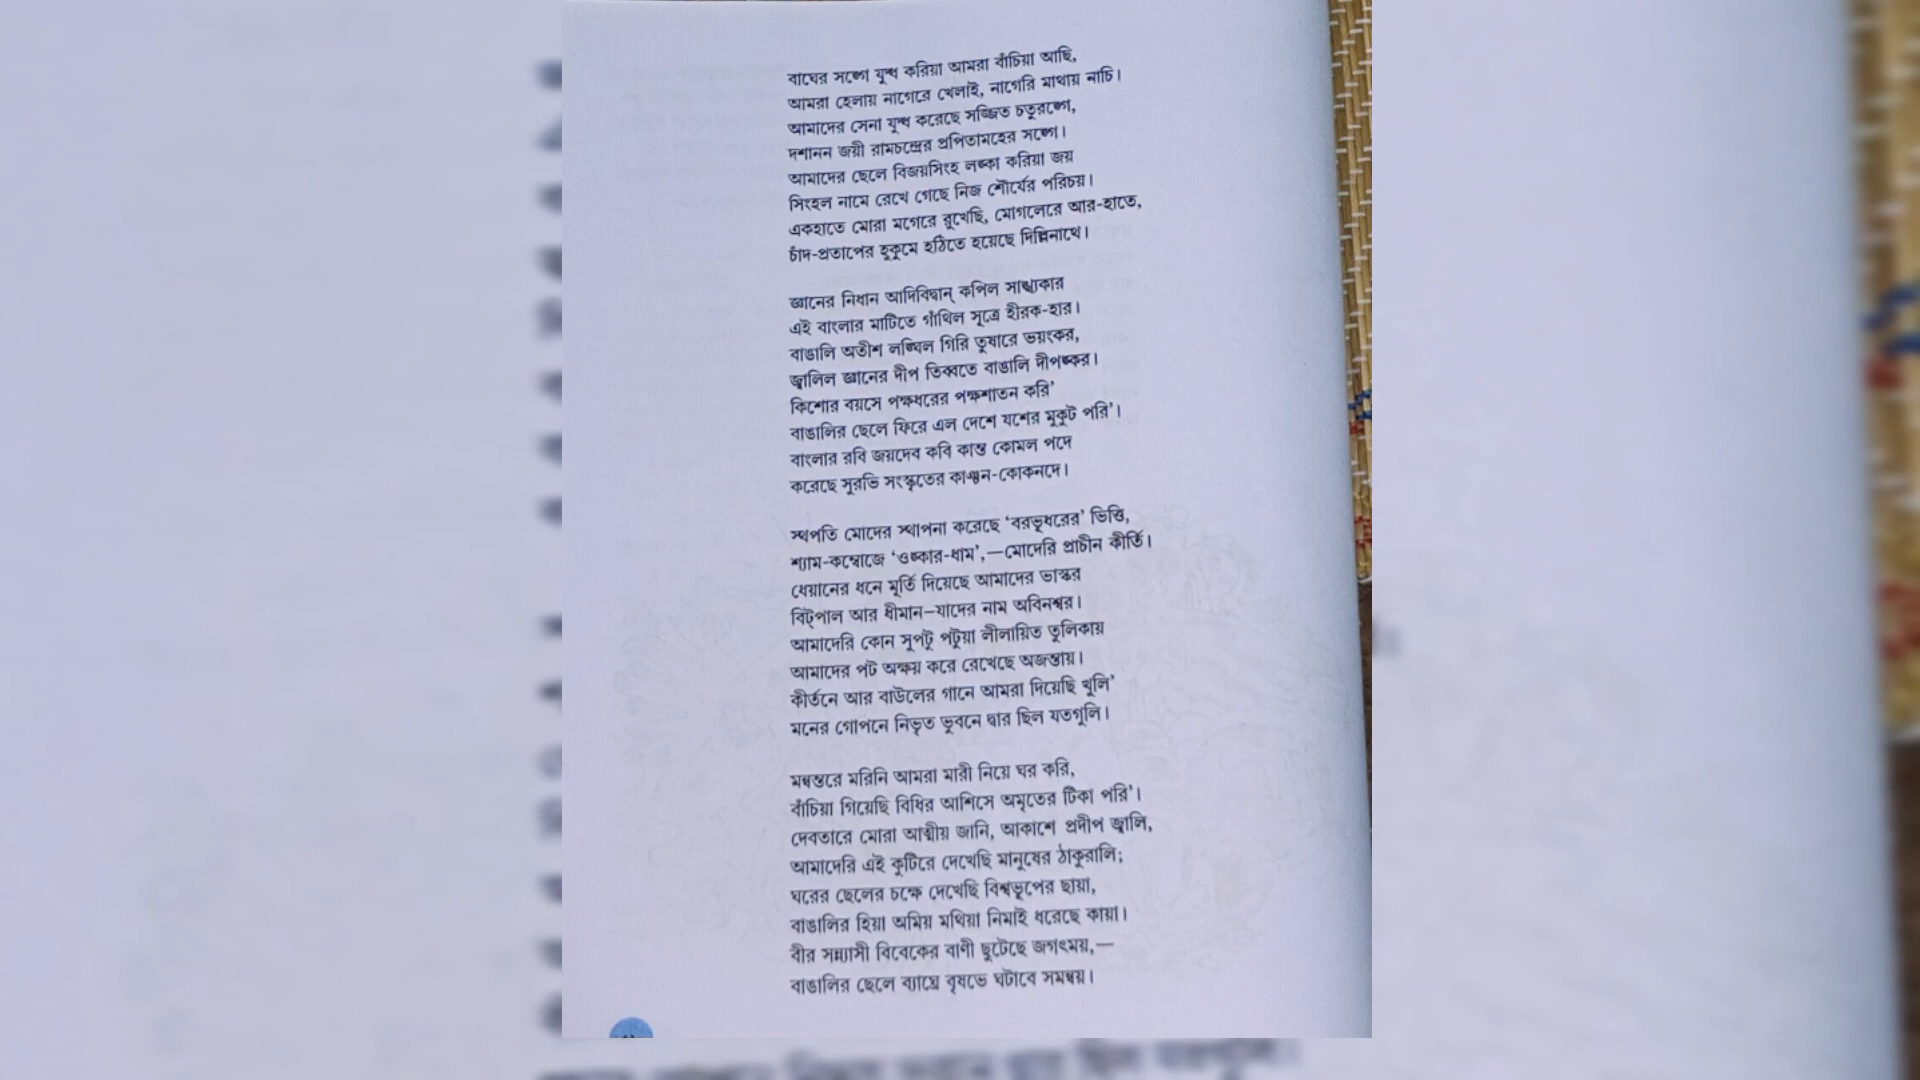 বাঘের সঙ্গে যুদ্ধ করিয়া আমরা বাঁচিয়া আছি,
আমরা হেলায় নাগেরে খেলাই, নাগেরি মাথায় নাচি।
আমাদের সেনা যুদ্ধ করেছে সজ্জিত চতুরঙ্গে,
দশানন জয়ী রামচন্দ্রের প্রপিতামহের সঙ্গে।
আমাদের ছেলে বিজয়সিংহ লঙ্কা করিয়া জয়
সিংহল নামে রেখে গেছে নিজ শৌর্যের পরিচয়।
একহাতে মোরা মগেরে রুখেছি, মোগলেরে আর-হাতে,
চাঁদ-প্রতাপের হুকুমে হঠিতে হয়েছে দিল্লিনাথে।
জ্ঞানের নিধান আদিবিদ্বান্ কপিল সাঙ্খ্যকার
এই বাংলার মাটিতে গাঁথিল সূত্রে হীরক-হার।
বাঙালি অতীশ লঙ্ঘিল গিরি তুষারে ভয়ংকর,
জ্বালিল জ্ঞানের দীপ তিব্বতে বাঙালি দীপঙ্কর।
কিশোর বয়সে পক্ষধরের পক্ষশাতন করি’
বাঙালির ছেলে ফিরে এল দেশে যশের মুকুট পরি’।
বাংলার রবি জয়দেব কবি কান্ত কোমল পদে
করেছে সুরভি সংস্কৃতের কাঞ্চন-কোকনদে।
স্থপতি মোদের স্থাপনা করেছে ‘বরভূধরের’ ভিত্তি,
শ্যাম-কম্বোজে ‘ওঙ্কার-ধাম’,—মোদেরি প্রাচীন কীর্তি।
ধেয়ানের ধনে মূর্তি দিয়েছে আমাদের ভাস্কর
বিট্‌পাল আর ধীমান—যাদের নাম অবিনশ্বর।
আমাদেরি কোন সুপটু পটুয়া লীলায়িত তুলিকায়
আমাদের পট অক্ষয় করে রেখেছে অজন্তায়।
কীর্তনে আর বাউলের গানে আমরা দিয়েছি খুলি’
মনের গোপনে নিভৃত ভুবনে দ্বার ছিল যতগুলি।
মন্বন্তরে মরিনি আমরা মারী নিয়ে ঘর করি,
বাঁচিয়া গিয়েছি বিধির আশিসে অমৃতের টিকা পরি’।
দেবতারে মোরা আত্মীয় জানি, আকাশে প্রদীপ জ্বালি,
আমাদেরি এই কুটিরে দেখেছি মানুষের ঠাকুরালি;
ঘরের ছেলের চক্ষে দেখেছি বিশ্বভূপের ছায়া,
বাঙালির হিয়া অমিয় মথিয়া নিমাই ধরেছে কায়া।
বীর সন্ন্যাসী বিবেকের বাণী ছুটেছে জগৎময়,—
বাঙালির ছেলে ব্যাঘ্রে বৃষভে ঘটাবে সমন্বয়।